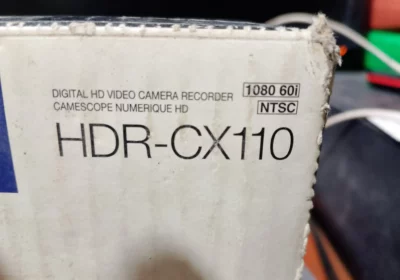 DIGITAL HD VIDEO CAMERA RECORDER 1080 60i
CAMESCOPE NUMERIQUE HD NTSC
HDR-CX110